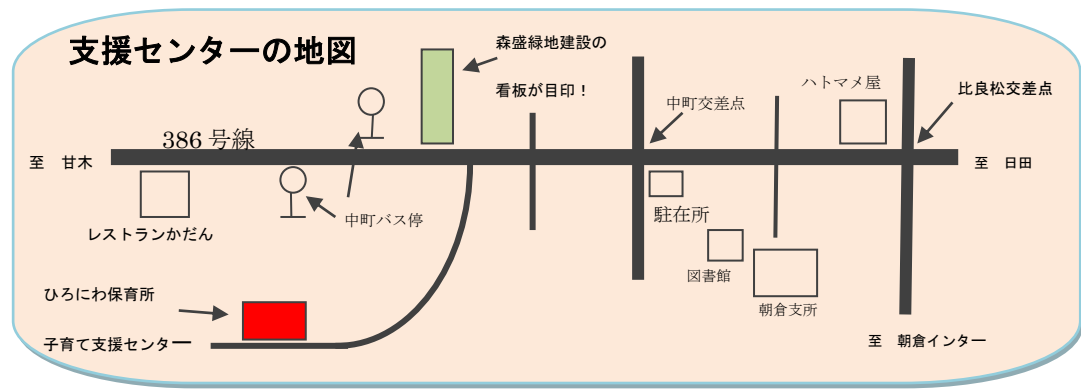 支援センターの地図
森盛緑地建設の
看板が目印！
ハトマメ屋
比良松交差点
中町交差点
386 号線
至　甘木
至　日田
レストランかだん
中町バス停
駐在所
図書館
朝倉支所
ひろにわ保育所
子育て支援センター
至　朝倉インター